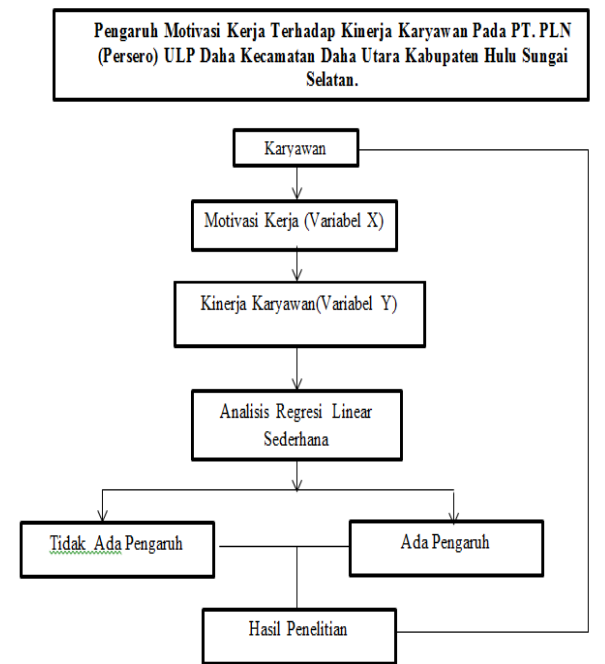 Pengaruh Motivasi Kerja Terhadap Kinerja Karyawan Pada PT. PLN
(Persero) ULP Daha Kecamatan Daha Utara Kabupaten Hulu Sungai
Selatan.
Karyawan
Motivasi Kerja (Variabel X)
Kinerja Karyawan(Variabel Y)
Analisis Regresi Linear
Sederhana
Tidak Ada Pengaruh
Ada Pengaruh
Hasil Penelitian